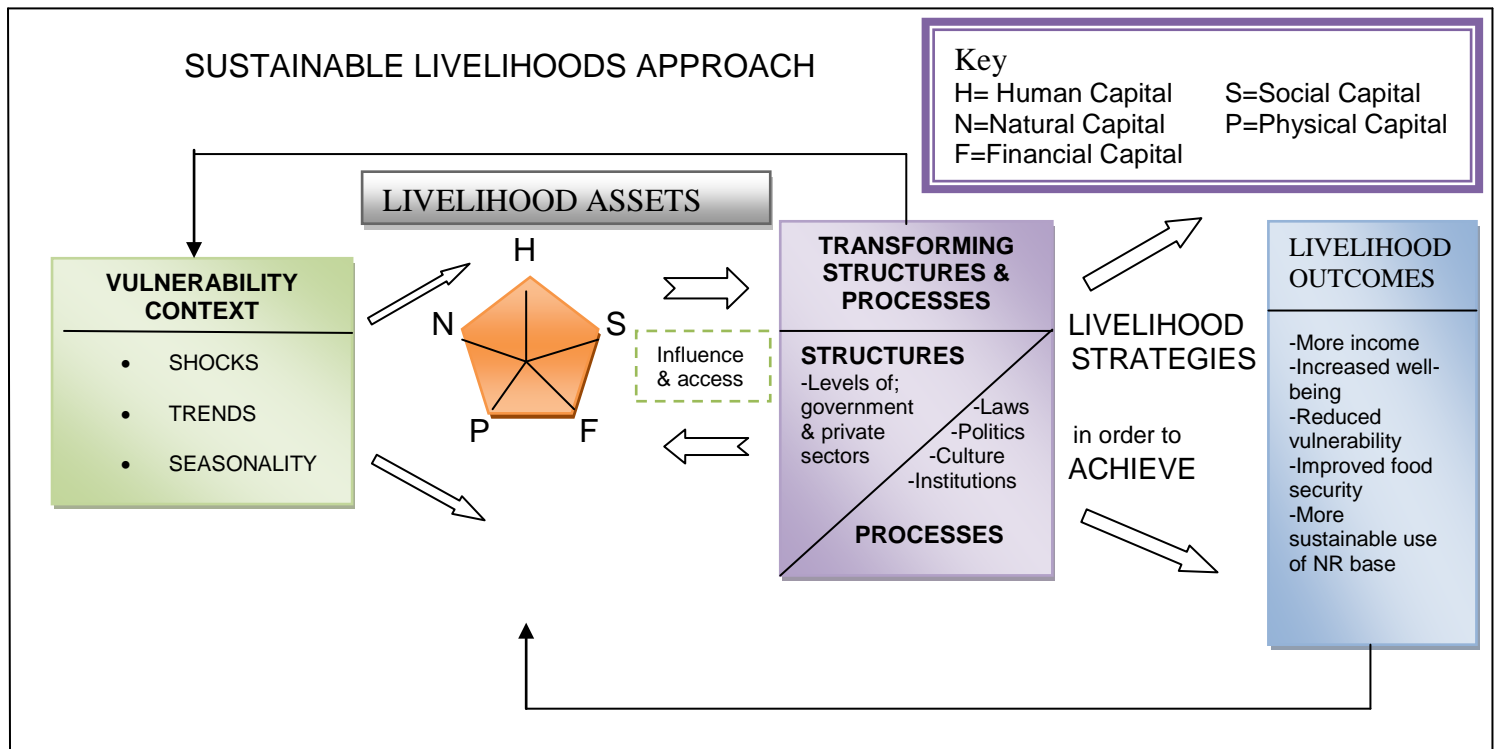 SUSTAINABLE LIVELIHOODS APPROACH
Key
H= Human Capital S=Social Capital
N=Natural Capital P=Physical Capital
F=Financial Capital
LIVELIHOOD ASSETS
H
N
S
P
F
VULNERABILITY
CONTEXT
• SHOCKS
• TRENDS
• SEASONALITY
Influence
& access
TRANSFORMING
STRUCTURES &
PROCESSES
STRUCTURES
-Levels of;
government
& private
sectors
-Laws
-Politics
-Culture
-Institutions
PROCESSES
LIVELIHOOD
STRATEGIES
in order to
ACHIEVE
LIVELIHOOD
OUTCOMES
-More income
-Increased well-
being
-Reduced
vulnerability
-Improved food
security
-More
sustainable use
of NR base